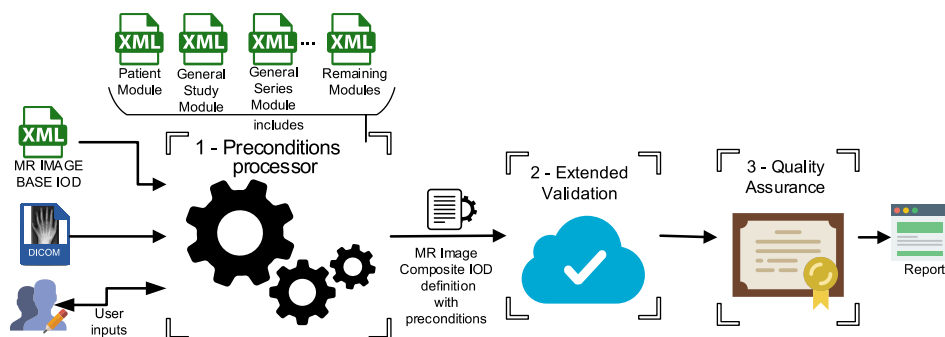 XML
XML
XML
...
XML
Patient
Module
General
Study
Module
General
Series
Module
Remaining
Modules
includes
XML
MR IMAGE
BASE IOD
DICOM
User
inputs
1 - Preconditions
processor
MR Image
Composite IOD
definition
with
preconditions
2 - Extended
Validation
3 - Quality
Assurance
Report